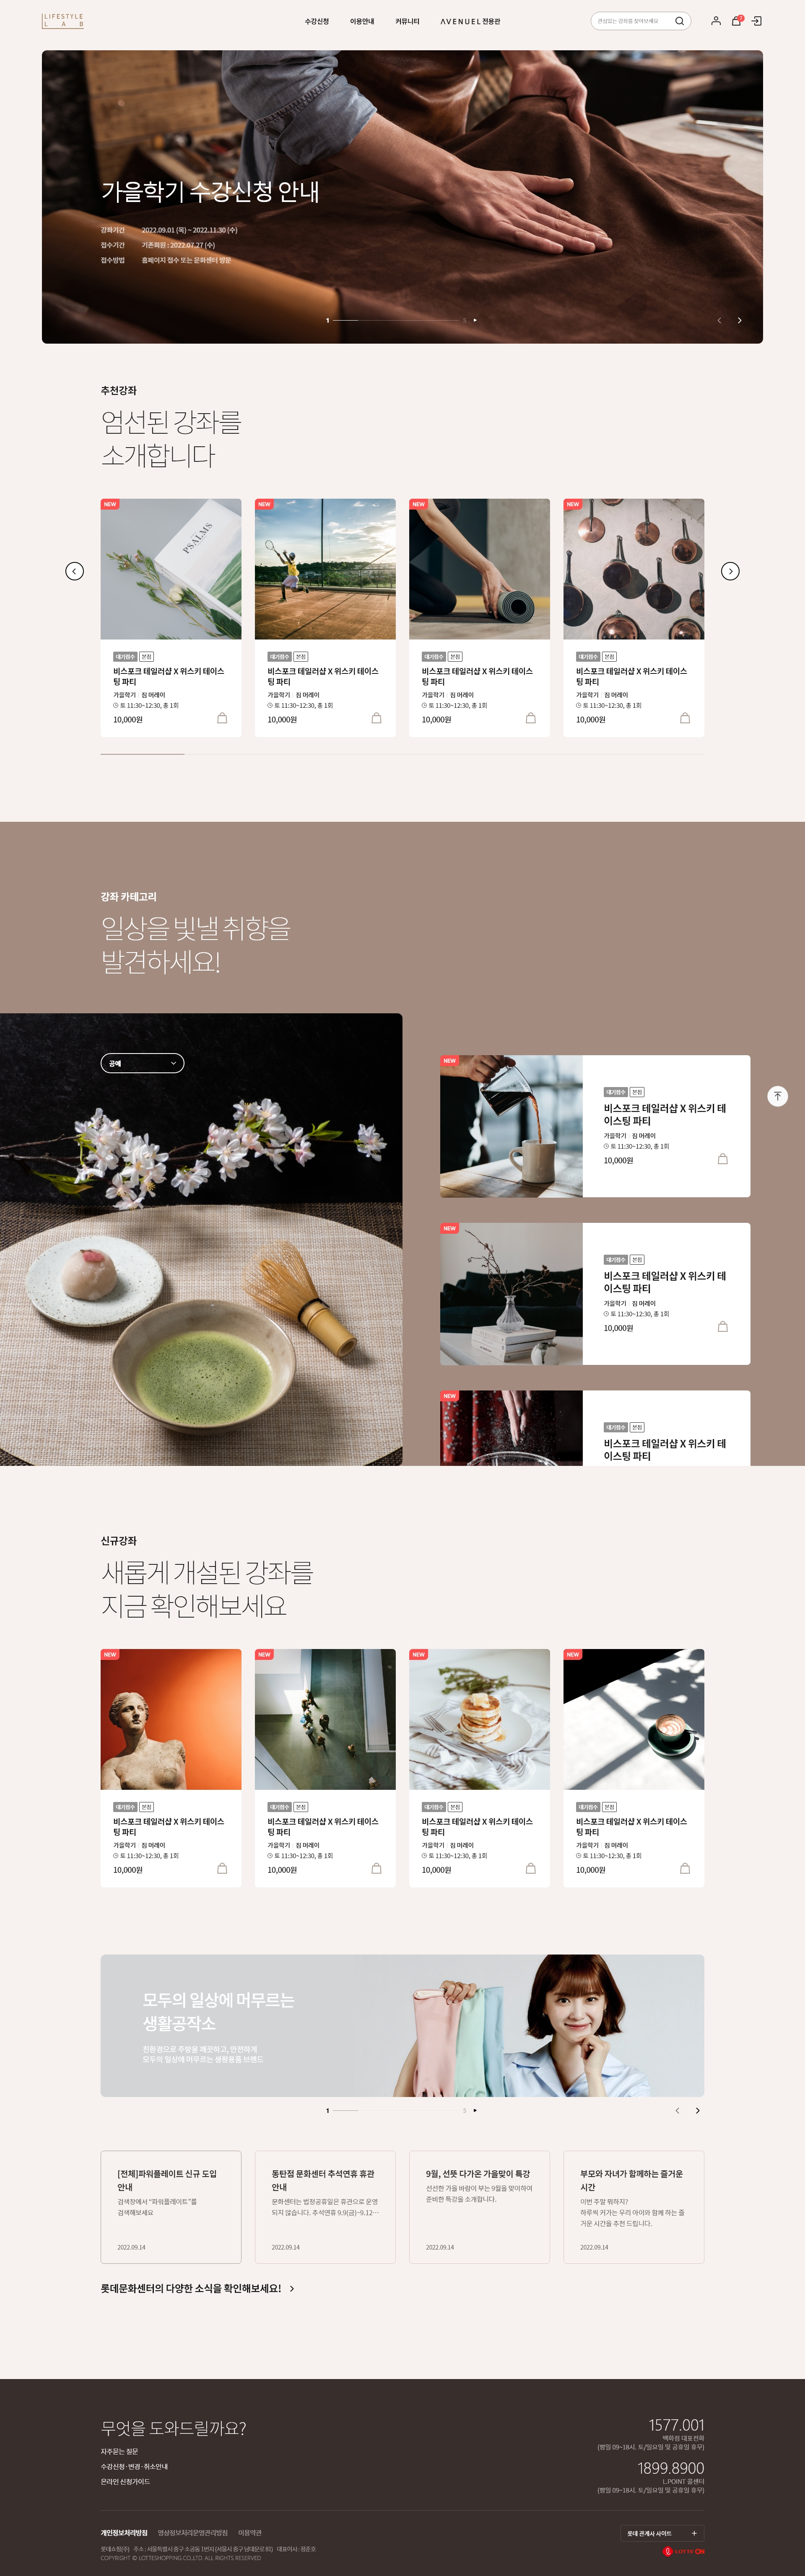 LIFESTYLE
L A B
수강신청 이용안내 커뮤니티 AVENUEL 전용관
관심있는 강좌를 찾아보세요
7
가을학기 수강신청 안내
강좌기간 2022.09.01 (목) ~ 2022.11.30 (수)
접수기간 기존회원 : 2022.07.27 (수)
접수방법 홈페이지 접수 또는 문화센터 방문
1 5
추천강좌
엄선된 강좌를
소개합니다
NEW NEW NEW NEW
PSALMS
대기접수 본점 대기접수 본점 대기접수 본점 대기접수 본점
비스포크 테일러샵 X 위스키 테이스 비스포크 테일러샵 X 위스키 테이스 비스포크 테일러샵 X 위스키 테이스 비스포크 테일러샵 X 위스키 테이스
팅 파티 팅 파티 팅 파티 팅 파티
가을학기 짐 머레이 가을학기 짐 머레이 가을학기 짐 머레이 가을학기 짐 머레이
토 11:30~12:30, 총 1회 토 11:30~12:30, 총 1회 토 11:30~12:30, 총 1회 토 11:30~12:30, 총 1회
10,000원 10,000원 10,000원 10,000원
강좌 카테고리
일상을 빛낼 취향을
발견하세요!
공예
NEW
대기접수 본점
비스포크 테일러샵 X 위스키 테
이스팅 파티
가을학기 짐 머레이
토 11:30~12:30, 총 1회
10,000원
NEW
대기접수 본점
비스포크 테일러샵 X 위스키 테
이스팅 파티
가을학기 짐 머레이
토 11:30~12:30, 총 1회
10,000원
NEW
대기접수 본점
비스포크 테일러샵 X 위스키 테
이스팅 파티
신규강좌
새롭게 개설된 강좌를
지금 확인해보세요
NEW NEW NEW NEW
대기접수 본점 대기접수 본점 대기접수 본점 대기접수 본점
비스포크 테일러샵 X 위스키 테이스 비스포크 테일러샵 X 위스키 테이스 비스포크 테일러샵 X 위스키 테이스 비스포크 테일러샵 X 위스키 테이스
팅 파티 팅 파티 팅 파티 팅 파티
가을학기 짐 머레이 가을학기 짐 머레이 가을학기 짐 머레이 가을학기 짐 머레이
토 11:30~12:30, 총 1회 토 11:30~12:30, 총 1회 토 11:30~12:30, 총 1회 토 11:30~12:30, 총 1회
10,000원 10,000원 10,000원 10,000원
모두의 일상에 머무르는
생활공작소
친환경으로 주방을 깨끗하고, 안전하게
모두의 일상에 머무르는 생활용품 브랜드
1 5
[전체]파워플레이트 신규 도입
안내
검색창에서 "파워플레이트"를
검색해보세요
2022.09.14
동탄점 문화센터 추석연휴 휴관
안내
문화센터는 법정공휴일은 휴관으로 운영
되지 않습니다. 추석연휴 9.9(금)~9.12…
2022.09.14
9월, 선뜻 다가온 가을맞이 특강
선선한 가을 바람이 부는 9월을 맞이하여
준비한 특강을 소개합니다.
2022.09.14
부모와 자녀가 함께하는 즐거운
시간
이번 주말 뭐하지?
하루씩 커가는 우리 아이와 함께 하는 즐
거운 시간을 추천 드립니다.
2022.09.14
롯데문화센터의 다양한 소식을 확인해보세요!
무엇을 도와드릴까요?
자주묻는 질문
수강신청·변경·취소안내
온라인 신청가이드
1577.001
백화점 대표전화
(평일 09~18시, 토/일요일 및 공휴일 휴무)
1899.8900
L.POINT 콜센터
(평일 09~18시, 토/일요일 및 공휴일 휴무)
개인정보처리방침 영상정보처리운영관리방침 이용약관
롯데 관계사 사이트
롯데쇼핑(주) 주소 : 서울특별시 중구 소공동 1번지 (서울시 중구 남대문로 81) 대표이사 : 정준호
COPYRIGHT © LOTTESHOPPING CO.,LTD. ALL RIGHTS RESERVED
LOTTE ON